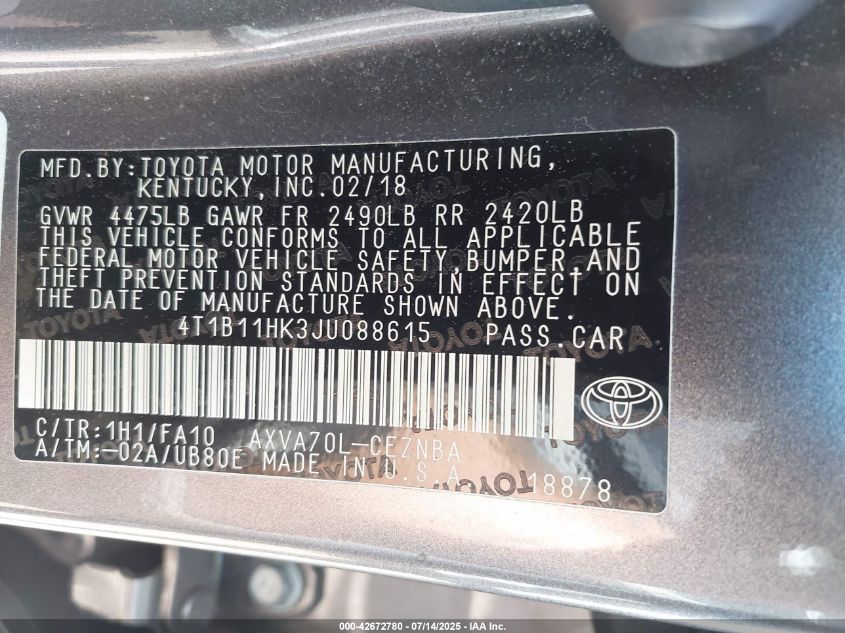 MFD.BY:TOYOTA MOTOR MANUFACTURING,
KENTUCKY,INC.02/18
GVWR 4475LB GAWR FR 2490LB RR 2420LB
THIS VEHICLE CONFORMS TO ALL APPLICABLE
FEDERAL MOTOR VEHICLE SAFETY,BUMPER,AND
THEFT PREVENTION STANDARDS IN EFFECT ON
THE DATE OF MANUFACTURE SHOWN ABOVE.
4T1B11HK3JU088615 PASS.CAR
C/TR:1H1/FA10 AXVA70L-CEZNBA
A/TM:-02A/UB80E MADE IN U.S.A. 18878
TOYOTA
000-42672780 - 07/14/2025 - IAA Inc.